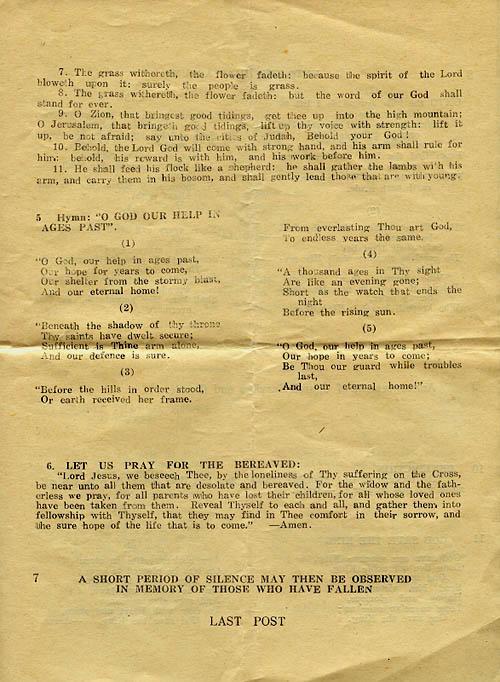 7. The grass withereth, the flower fadeth: because the spirit of the Lord
bloweth upon it: surely the people is grass.
8. The grass withereth, the flower fadeth: but the word of our God shall
stand for ever.
9. O Zion, that bringest good tidings, get thee up into the high mountain;
O Jerusalem, that bringeth good tidings, lift up thy voice with strength: lift it
up, be not afraid; say unto the cities of Judah, Behold your God!
10. Behold, the Lord God will come with strong hand, and his arm shall rule for
him: behold, his reward is with him, and his work before him.
11. He shall feed his flock like a shepherd: he shall gather the lambs with his
arm, and carry them in his bosom, and shall gently lead those that are with young.
5 Hymn: "O GOD OUR HELP IN
AGES PAST".
(1)
"O God, our help in ages past,
Our hope for years to come,
Our shelter from the stormy blast,
And our eternal home!
(2)
"Beneath the shadow of thy throne
Thy saints have dwelt secure;
Sufficient is Thine arm alone,
And our defence is sure.
(3)
"Before the hills in order stood,
Or earth received her frame.
From everlasting Thou art God,
To endless years the same.
(4)
"A thousand ages in Thy sight
Are like an evening gone;
Short as the watch that ends the
night
Before the rising sun.
(5)
"O God, our help in ages past,
Our hope in years to come;
Be Thou our guard while troubles
last,
And our eternal home!"
6. LET US PRAY FOR THE BEREAVED:
"Lord Jesus, we beseech Thee, by the loneliness of Thy suffering on the Cross,
be near unto all them that are desolate and bereaved. For the widow and the fath-
erless we pray, for all parents who have lost their children, for all whose loved ones
have been taken from them. Reveal Thyself to each and all, and gather them into
fellowship with Thyself, that they may find in Thee comfort in their sorrow, and
the sure hope of the life that is to come." —Amen.
7 A SHORT PERIOD OF SILENCE MAY THEN BE OBSERVED
IN MEMORY OF THOSE WHO HAVE FALLEN
LAST POST